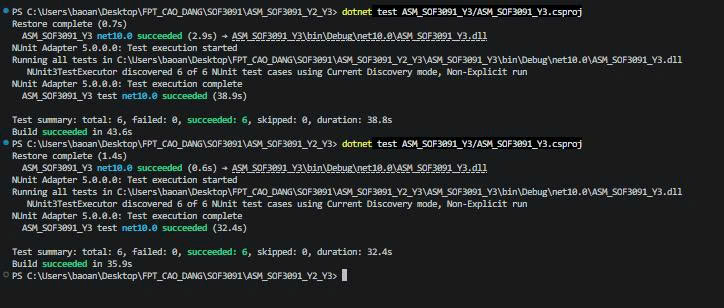 PS C:\Users\baoan\Desktop\FPT_CAO_DANG\SOF3091\ASM_SOF3091_Y2_Y3> dotnet test ASM_SOF3091_Y3/ASM_SOF3091_Y3.csproj
Restore complete (0.7s)
ASM_SOF3091_Y3 net10.0 succeeded (2.9s) → ASM_SOF3091_Y3\bin\Debug\net10.0\ASM_SOF3091_Y3.dll
NUnit Adapter 5.0.0.0: Test execution started
Running all tests in C:\Users\baoan\Desktop\FPT_CAO_DANG\SOF3091\ASM_SOF3091_Y2_Y3\ASM_SOF3091_Y3\bin\Debug\net10.0\ASM_SOF3091_Y3.dll
NUnit3TestExecutor discovered 6 of 6 NUnit test cases using Current Discovery mode, Non-Explicit run
NUnit Adapter 5.0.0.0: Test execution complete
ASM_SOF3091_Y3 test net10.0 succeeded (38.9s)
Test summary: total: 6, failed: 0, succeeded: 6, skipped: 0, duration: 38.8s
Build succeeded in 43.6s
PS C:\Users\baoan\Desktop\FPT_CAO_DANG\SOF3091\ASM_SOF3091_Y2_Y3> dotnet test ASM_SOF3091_Y3/ASM_SOF3091_Y3.csproj
Restore complete (1.4s)
ASM_SOF3091_Y3 net10.0 succeeded (0.6s) → ASM_SOF3091_Y3\bin\Debug\net10.0\ASM_SOF3091_Y3.dll
NUnit Adapter 5.0.0.0: Test execution started
Running all tests in C:\Users\baoan\Desktop\FPT_CAO_DANG\SOF3091\ASM_SOF3091_Y2_Y3\ASM_SOF3091_Y3\bin\Debug\net10.0\ASM_SOF3091_Y3.dll
NUnit3TestExecutor discovered 6 of 6 NUnit test cases using Current Discovery mode, Non-Explicit run
NUnit Adapter 5.0.0.0: Test execution complete
ASM_SOF3091_Y3 test net10.0 succeeded (32.4s)
Test summary: total: 6, failed: 0, succeeded: 6, skipped: 0, duration: 32.4s
Build succeeded in 35.9s
PS C:\Users\baoan\Desktop\FPT_CAO_DANG\SOF3091\ASM_SOF3091_Y2_Y3>